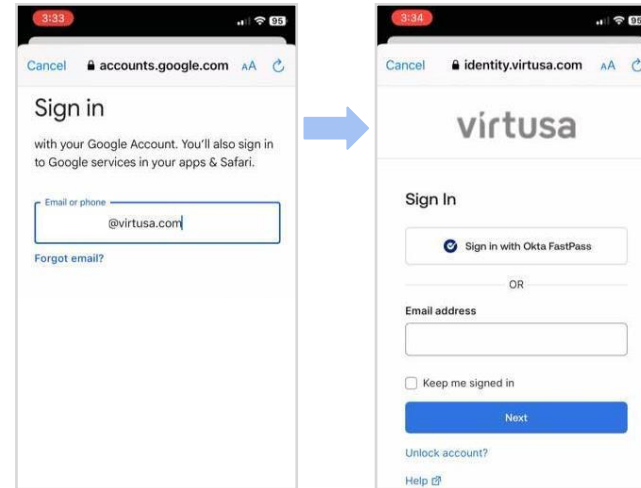 3:33
95
Cancel accounts.google.com AA
Sign in
with your Google Account. You'll also sign in
to Google services in your apps & Safari.
Email or phone
@virtusa.com
Forgot email?
3:34
95
Cancel identity.virtusa.com AA
virtusa
Sign In
Sign in with Okta FastPass
OR
Email address
Keep me signed in
Next
Unlock account?
Help